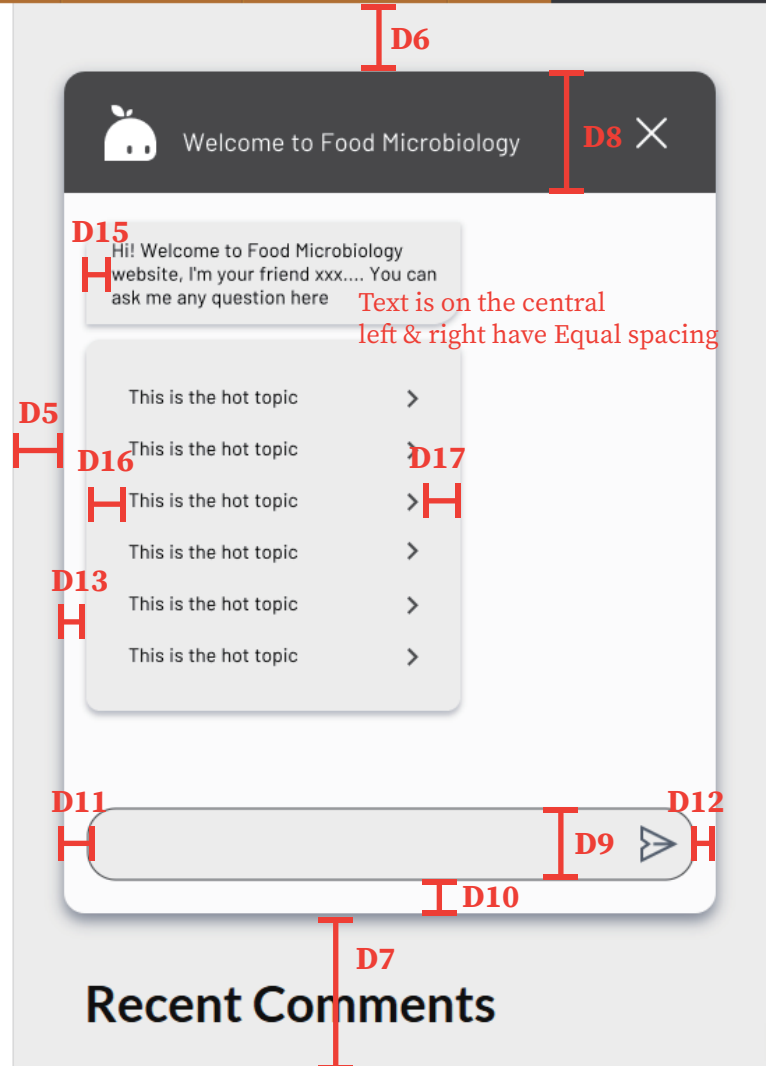 D6
Welcome to Food Microbiology
D8
D15
Hi! Welcome to Food Microbiology
website, I'm your friend xxx.... You can
ask me any question here
Text is on the central
left & right have Equal spacing
This is the hot topic
D5
This is the hot topic
D16
D17
This is the hot topic
This is the hot topic
D13
This is the hot topic
This is the hot topic
D11
D12
D9
D10
D7
Recent Comments